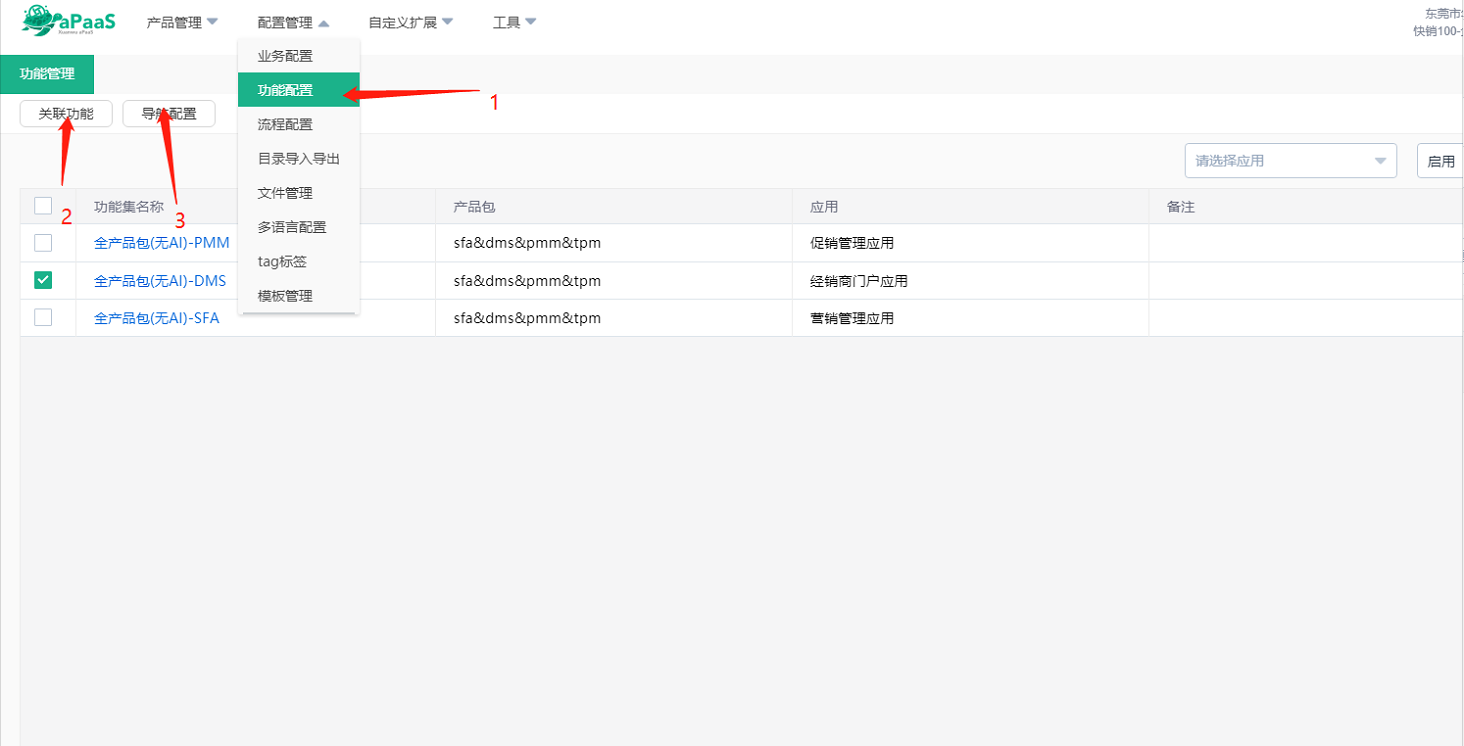 aPaaS 产品管理 配置管理 自定义扩展 工具
东莞市
快销100-
业务配置
功能管理
功能配置
1
关联功能 导航配置
流程配置
目录导入导出
请选择应用 启用
文件管理
功能集名称 产品包 应用 备注
2 3
多语言配置
全产品包(无AI)-PMM sfa&dms&pmm&tpm 促销管理应用
tag标签
全产品包(无AI)-DMS sfa&dms&pmm&tpm 经销商门户应用
模板管理
全产品包(无AI)-SFA sfa&dms&pmm&tpm 营销管理应用